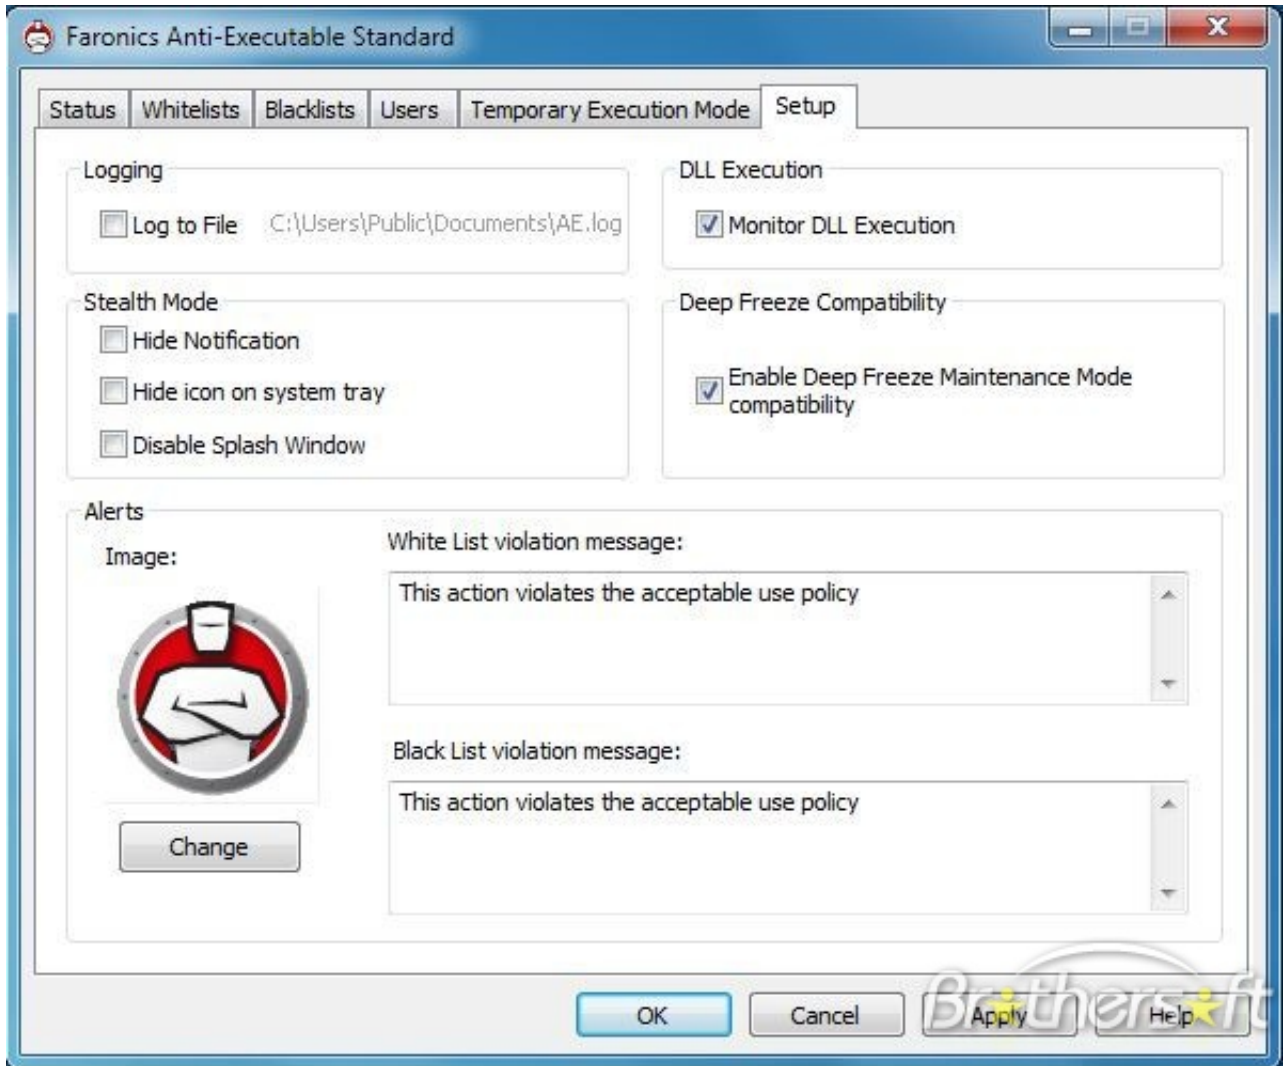 Faronics Anti-Executable Standard
Status Whitelists Blacklists Users Temporary Execution Mode Setup
Logging
Log to File C:\Users\Public\Documents\AE.log
DLL Execution
Monitor DLL Execution
Stealth Mode
Hide Notification
Hide icon on system tray
Disable Splash Window
Deep Freeze Compatibility
Enable Deep Freeze Maintenance Mode
compatibility
Alerts
Image:
Change
White List violation message:
This action violates the acceptable use policy
Black List violation message:
This action violates the acceptable use policy
OK Cancel Apply Help
Brothersoft